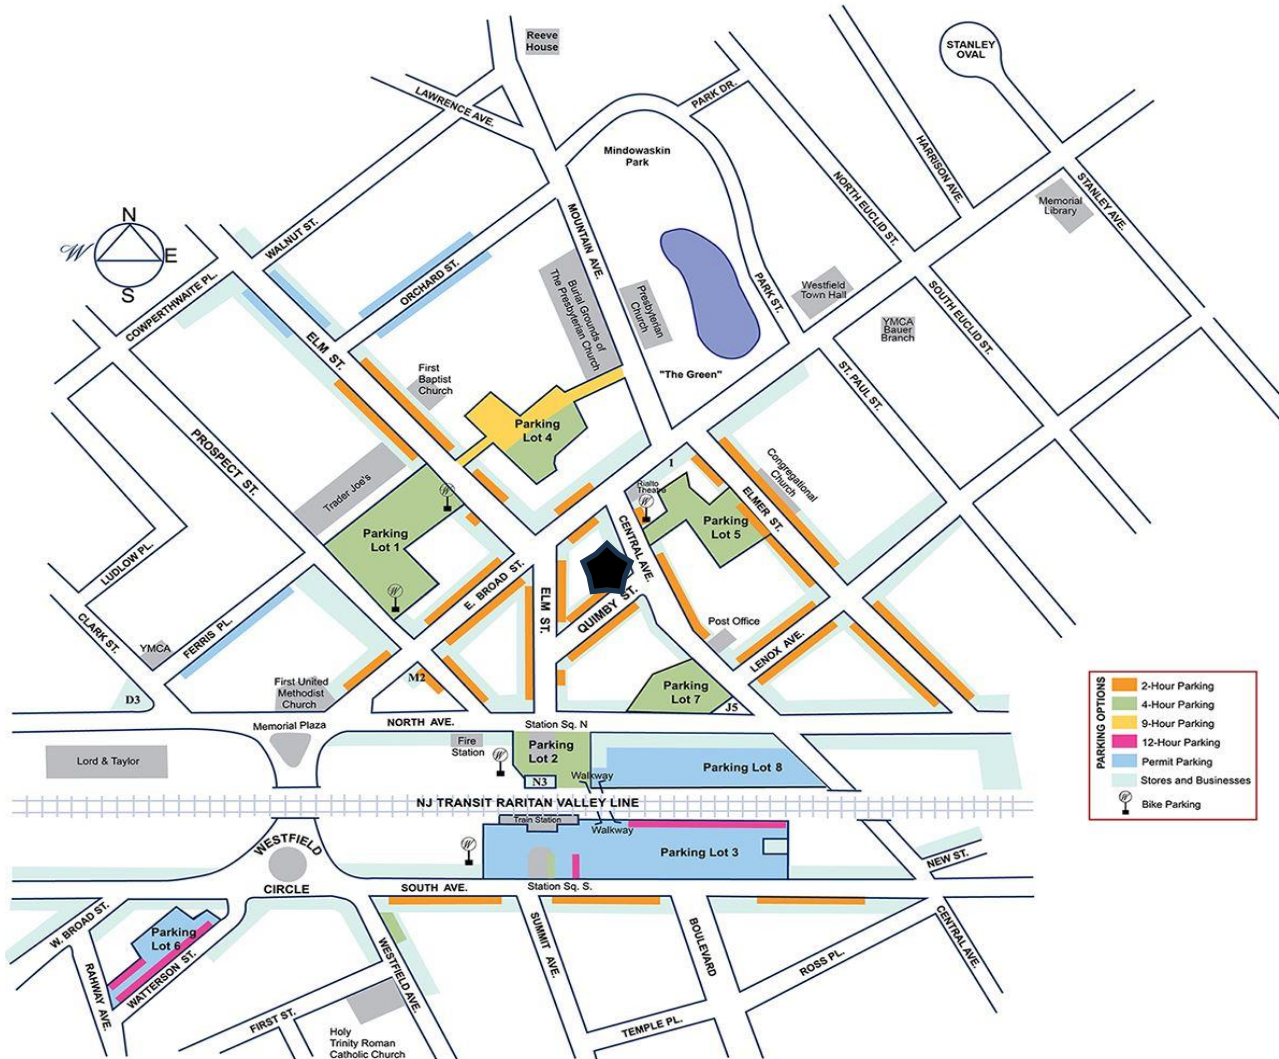 Reeve
House
STANLEY
OVAL
LAWRENCE AVE.
PARK DR.
Mindowaskin
Park
HARRISON AVE.
NORTH EUCLID ST.
STANLEY AVE.
Memorial
Library
N
W
E
S
WALNUT ST.
COWPERTHWAITE PL.
ORCHARD ST.
MOUNTAIN AVE.
Burial Grounds of
The Presbyterian Church
Presbyterian
Church
PARK ST.
Westfield
Town Hall
SOUTH EUCLID ST.
YMCA
Bauer
Branch
ELM ST.
First
Baptist
Church
"The Green"
ST. PAUL ST.
Parking
Lot 4
PROSPECT ST.
Trader Joe's
1
Rialto
Theatre
Congregational
Church
ELMER ST.
W
W
Parking
Lot 1
Parking
Lot 5
CENTRAL AVE.
LUDLOW PL.
E. BROAD ST.
ELM ST.
QUIMBY ST.
W
CLARK ST.
YMCA
FERRIS PL.
Post Office
LENOX AVE.
D3
First United
Methodist
Church
M2
Parking
Lot 7
J5
Memorial Plaza
NORTH AVE.
Station Sq. N
Lord & Taylor
Fire
Station
W
Parking
Lot 2
N3
Walkway
Parking Lot 8
NJ TRANSIT RARITAN VALLEY LINE
Train Station
Walkway
WESTFIELD
CIRCLE
W
Parking Lot 3
Station Sq. S.
SOUTH AVE.
NEW ST.
W. BROAD ST.
Parking
Lot 6
RAHWAY AVE.
WATTERSON ST.
WESTFIELD AVE.
SUMMIT AVE.
BOULEVARD
ROSS PL.
CENTRAL AVE.
FIRST ST.
Holy
Trinity Roman
Catholic Church
TEMPLE PL.
PARKING OPTIONS
2-Hour Parking
4-Hour Parking
9-Hour Parking
12-Hour Parking
Permit Parking
Stores and Businesses
W
Bike Parking